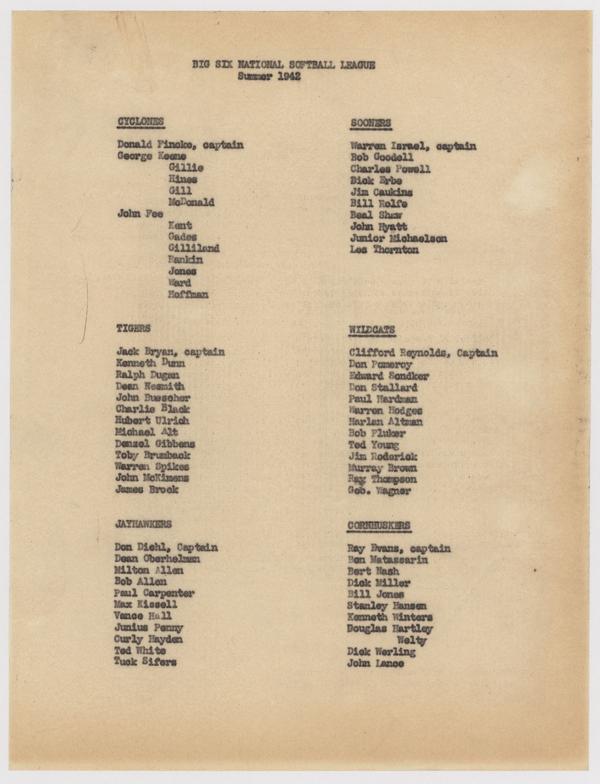 BIG SIX NATIONAL SOFTBALL LEAGUE
Summer 1942
CYCLONES
Donald Fincke, captain
George Keene
Gillie
Hines
Gill
McDonald
John Fee
Kent
Gades
Gilliland
Rankin
Jones
Ward
Hoffman
SOONERS
Warren Israel, captain
Bob Goodell
Charles Powell
Dick Erbe
Jim Caukins
Bill Rolfe
Beal Shaw
John Hyatt
Junior Michaelson
Les Thornton
TIGERS
Jack Bryan, captain
Kenneth Dunn
Ralph Dugan
Dean Nesmith
John Busscher
Charlie Black
Hubert Ulrich
Michael Alt
Denzel Gibbens
Toby Brumback
Warren Spikes
John McKimens
James Brock
WILDCATS
Clifford Reynolds, Captain
Don Pomeroy
Edward Sondker
Don Stallard
Paul Hardman
Warren Hodges
Harlan Altman
Bob Fluker
Ted Young
Jim Roderick
Murray Brown
Ray Thompson
Geo. Wagner
JAYHAWKERS
Don Diehl, Captain
Dean Oberhelman
Milton Allen
Bob Allen
Paul Carpenter
Max Kissell
Vance Hall
Junius Penny
Curly Hayden
Ted White
Tuck Sifers
CORNHUSKERS
Ray Evans, captain
Ben Matassarin
Bert Nash
Dick Miller
Bill Jones
Stanley Hansen
Kenneth Winters
Douglas Hartley
Welty
Dick Werling
John Lance